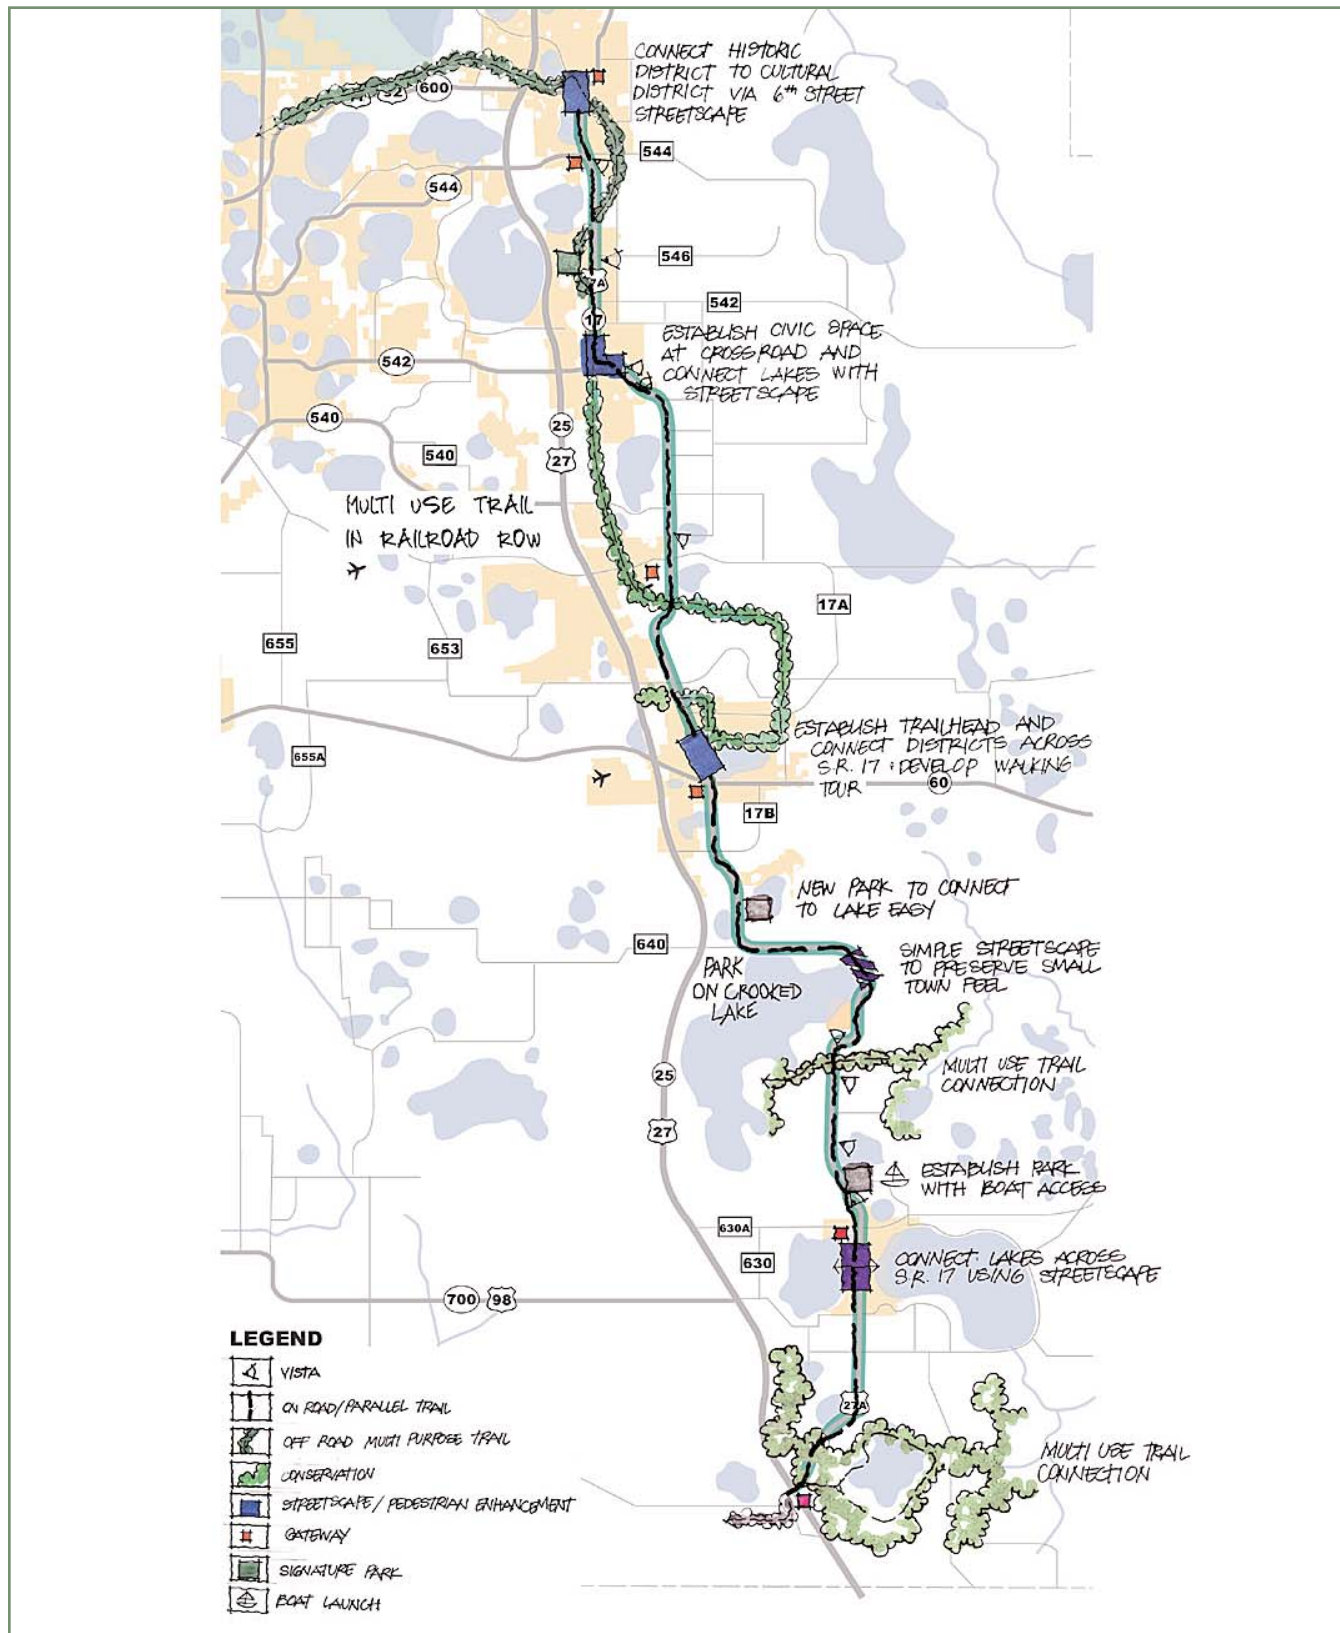 CONNECT HISTORIC
DISTRICT TO CULTURAL
DISTRICT VIA 6th STREET
STREETSCAPE
92
600
544
544
546
17A
542
17
ESTABLISH CIVIC SPACE
AT CROSSROAD AND
CONNECT LAKES WITH
STREETSCAPE
542
540
25
540
27
MULTI USE TRAIL
IN RAILROAD ROW
17A
655
653
ESTABLISH TRAILHEAD AND
CONNECT DISTRICTS ACROSS
S.R. 17 & DEVELOP WALKING
TOUR
655A
60
17B
NEW PARK TO CONNECT
TO LAKE EASY
640
SIMPLE STREETSCAPE
TO PRESERVE SMALL
TOWN FEEL
PARK
ON CROOKED
LAKE
MULTI USE TRAIL
CONNECTION
25
27
ESTABLISH PARK
WITH BOAT ACCESS
630A
630
CONNECT LAKES ACROSS
S.R. 17 USING STREETSCAPE
700
98
27A
MULTI USE TRAIL
CONNECTION
LEGEND
VISTA
ON ROAD/PARALLEL TRAIL
OFF ROAD MULTI PURPOSE TRAIL
CONSERVATION
STREETSCAPE/PEDESTRIAN ENHANCEMENT
GATEWAY
SIGNATURE PARK
BOAT LAUNCH